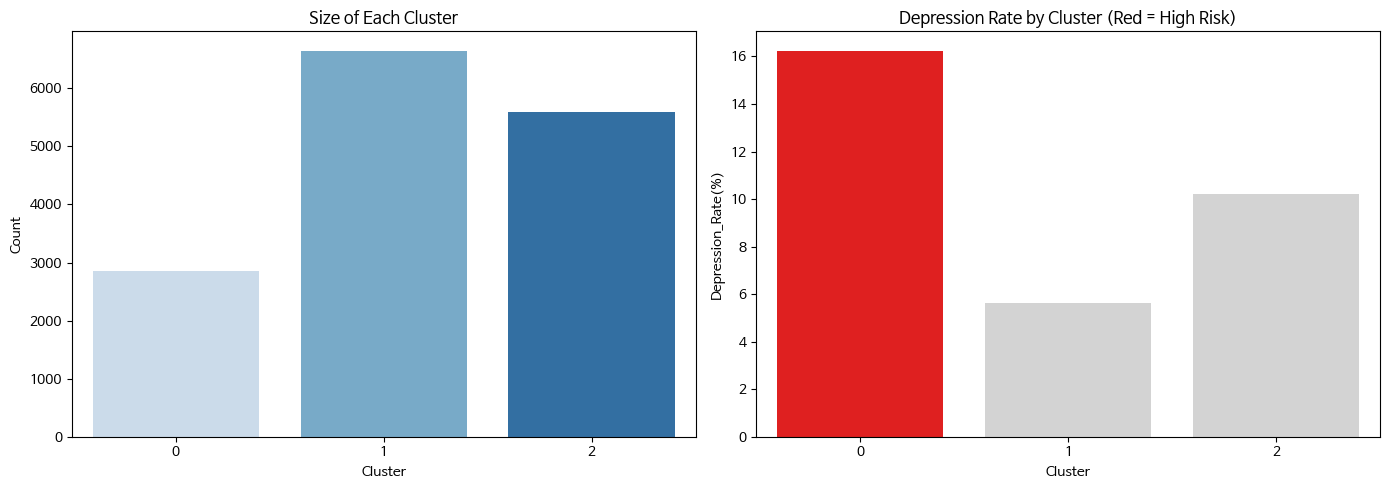 Size of Each Cluster
Count
6000
5000
4000
3000
2000
1000
0
0 1 2
Cluster
Depression Rate by Cluster (Red = High Risk)
Depression_Rate(%)
16
14
12
10
8
6
4
2
0
0 1 2
Cluster